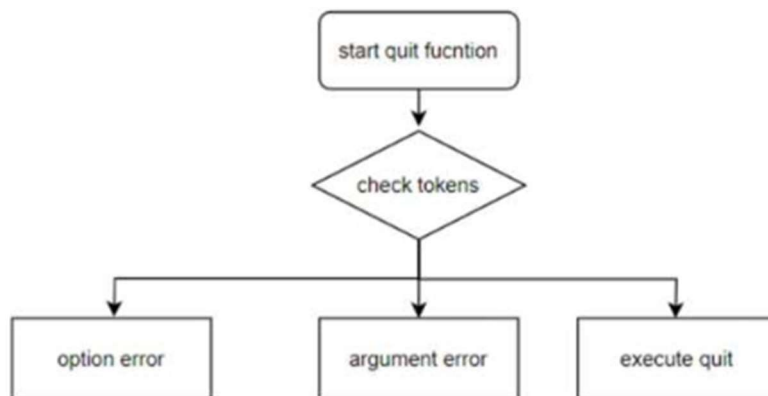 start quit fucntion
check tokens
option error
argument error
execute quit